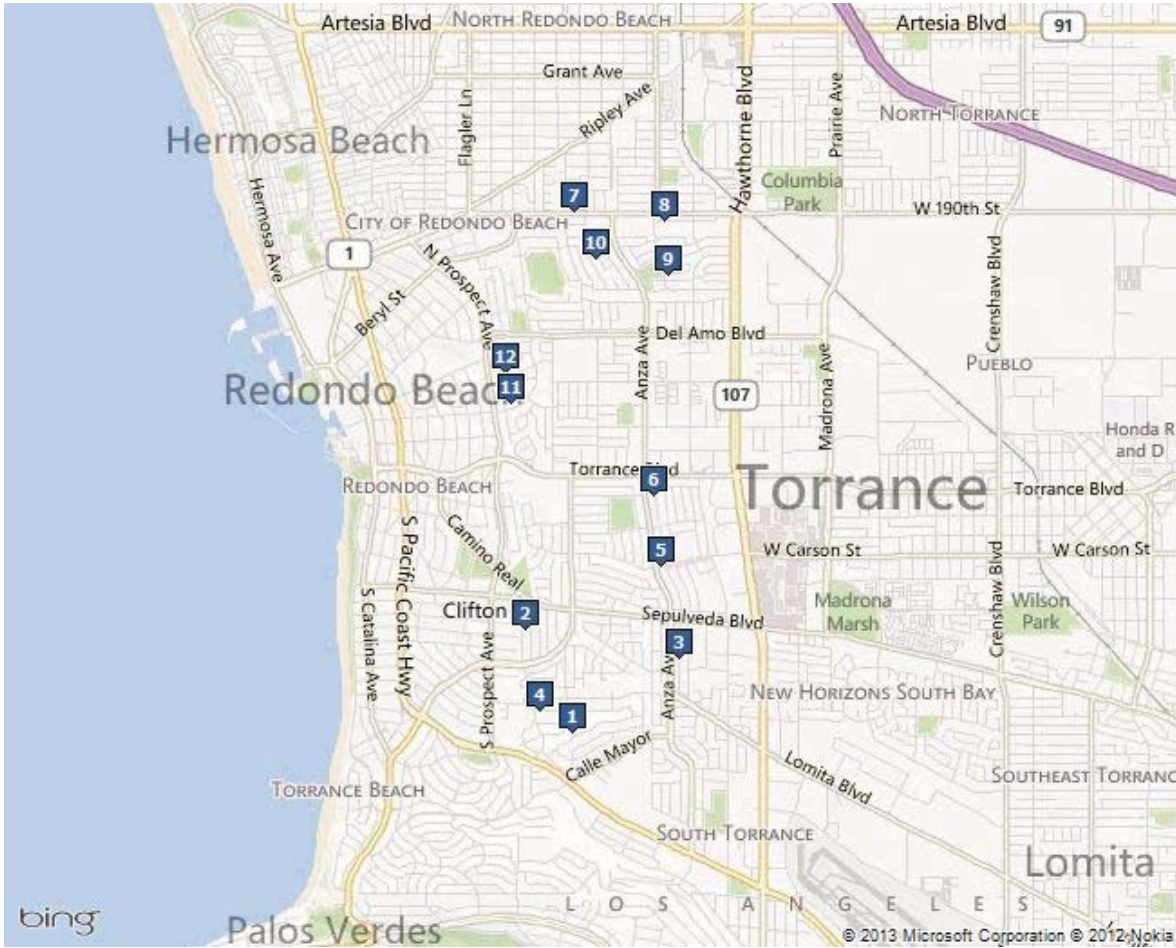 NORTH REDONDO BEACH
Artesia Blvd
Artesia Blvd
91
Grant Ave
Hawthorne Blvd
Flagler Ln
Ripley Ave
Prairie Ave
NORTH TORRANCE
Hermosa Beach
Columbia
Park
Hermosa Ave
7
8
W 190th St
CITY OF REDONDO BEACH
10
9
1
N Prospect Ave
Crenshaw Blvd
Beryl St
Del Amo Blvd
12
Anza Ave
PUEBLO
11
Redondo Beach
107
Madrona Ave
Honda R
and D
Torrance Blvd
6
Torrance
Torrance Blvd
REDONDO BEACH
S Pacific Coast Hwy
Camino Real
5
W Carson St
W Carson St
Crenshaw Blvd
S Catalina Ave
Clifton
2
Sepulveda Blvd
Madrona
Marsh
Wilson
Park
3
S Prospect Ave
Anza Av
4
1
NEW HORIZONS SOUTH BAY
Calle Mayor
Lomita Blvd
TORRANCE BEACH
SOUTHEAST TORRANC
SOUTH TORRANCE
Lomita
LOS ANGELES
bing
Palos Verdes
© 2013 Microsoft Corporation © 2012 Nokia